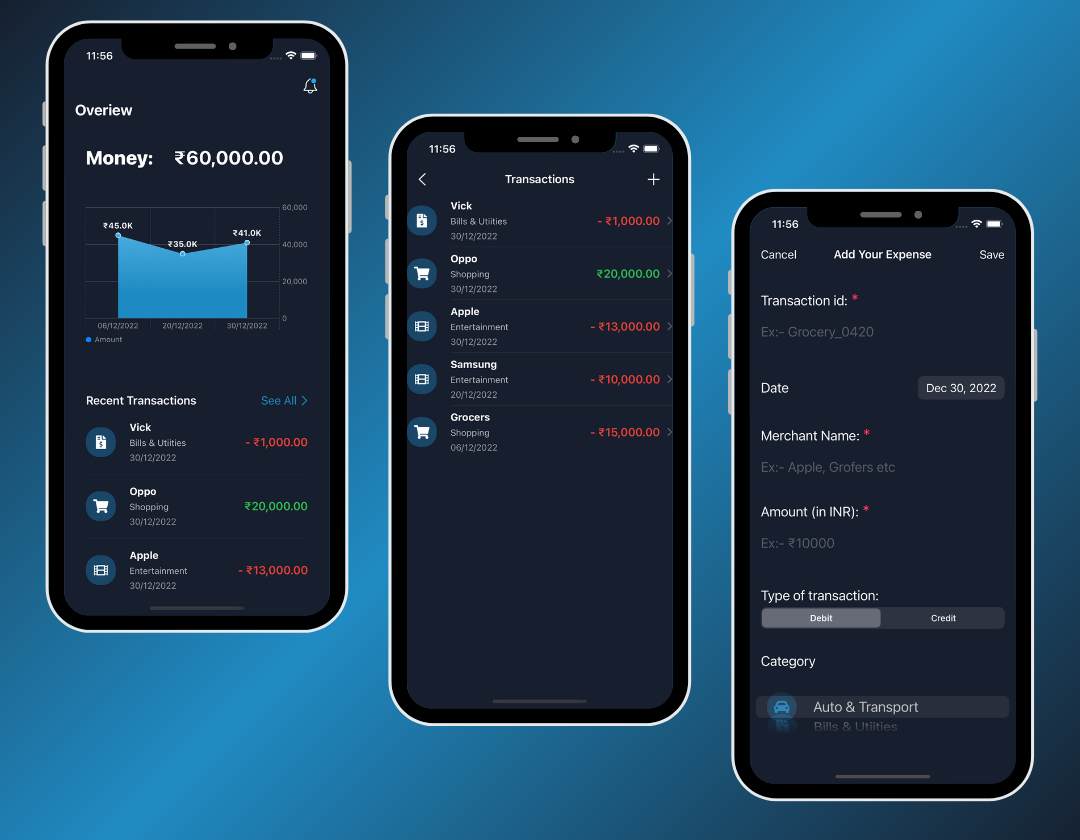 11:56
Overiew
Money: ₹60,000.00
60,000
₹45.0K
₹35.0K
₹41.0K
40,000
20,000
0
06/12/2022 20/12/2022 30/12/2022
Amount
Recent Transactions See All
Vick
Bills & Utiities
30/12/2022
- ₹1,000.00
Oppo
Shopping
30/12/2022
₹20,000.00
Apple
Entertainment
30/12/2022
- ₹13,000.00
11:56
Transactions
Vick
Bills & Utiities
30/12/2022
- ₹1,000.00
Oppo
Shopping
30/12/2022
₹20,000.00
Apple
Entertainment
30/12/2022
- ₹13,000.00
Samsung
Entertainment
20/12/2022
- ₹10,000.00
Grocers
Shopping
06/12/2022
- ₹15,000.00
11:56
Cancel Add Your Expense Save
Transaction id: *
Ex:- Grocery_0420
Date Dec 30, 2022
Merchant Name: *
Ex:- Apple, Grofers etc
Amount (in INR): *
Ex:- ₹10000
Type of transaction:
Debit Credit
Category
Auto & Transport
Bills & Utiities